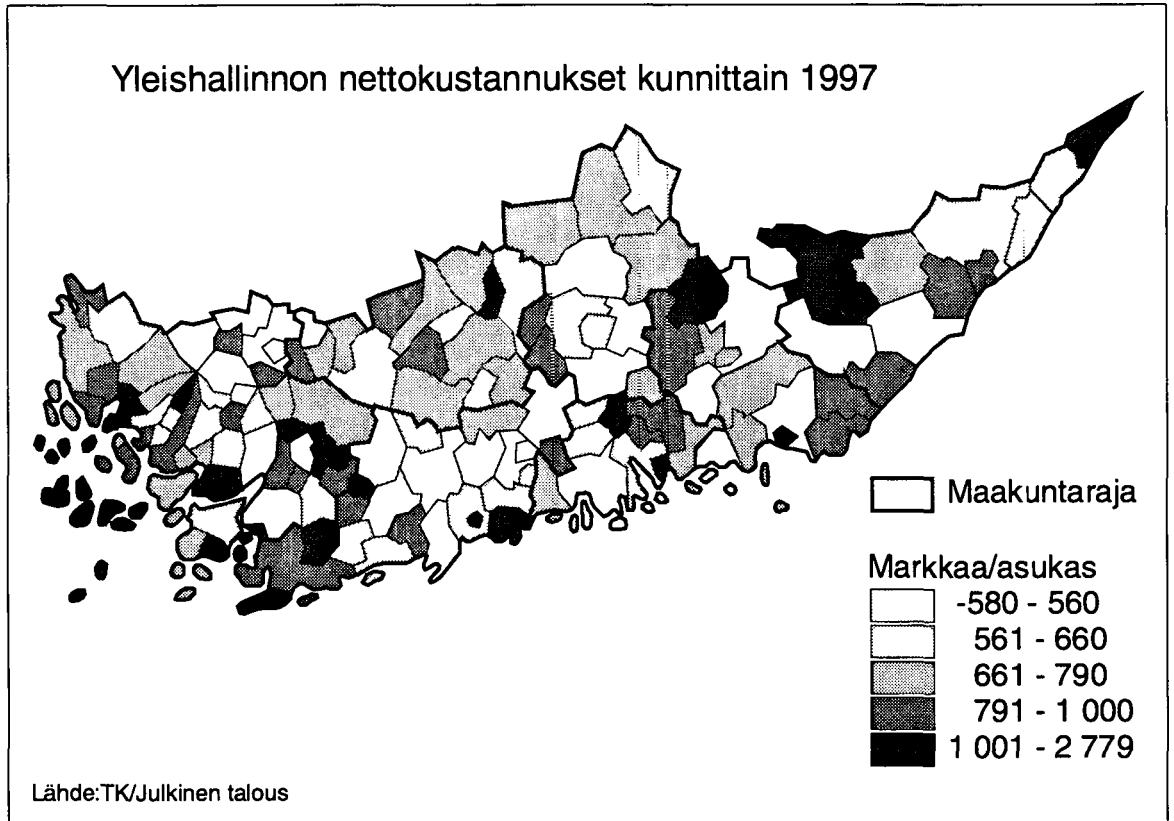 Yleishallinnon nettokustannukset kunnittain 1997
Maakuntaraja
Markkaa/asukas
-580 - 560
561 - 660
661 - 790
791 - 1 000
1 001 - 2 779
Lähde:TK/Julkinen talous